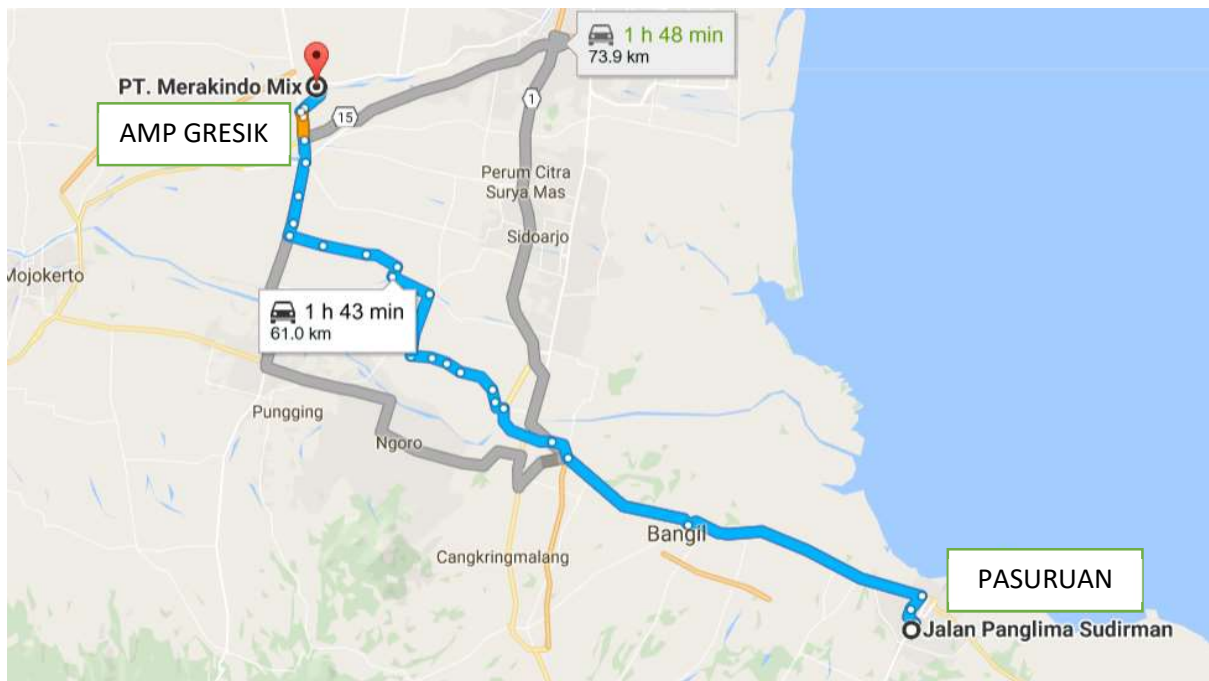 1 h 48 min
73.9 km
PT. Merakindo Mix
AMP GRESIK
15
1
Perum Citra
Surya Mas
Sidoarjo
Mojokerto
1 h 43 min
61.0 km
Pungging
Ngoro
Bangil
Cangkringmalang
PASURUAN
Jalan Panglima Sudirman